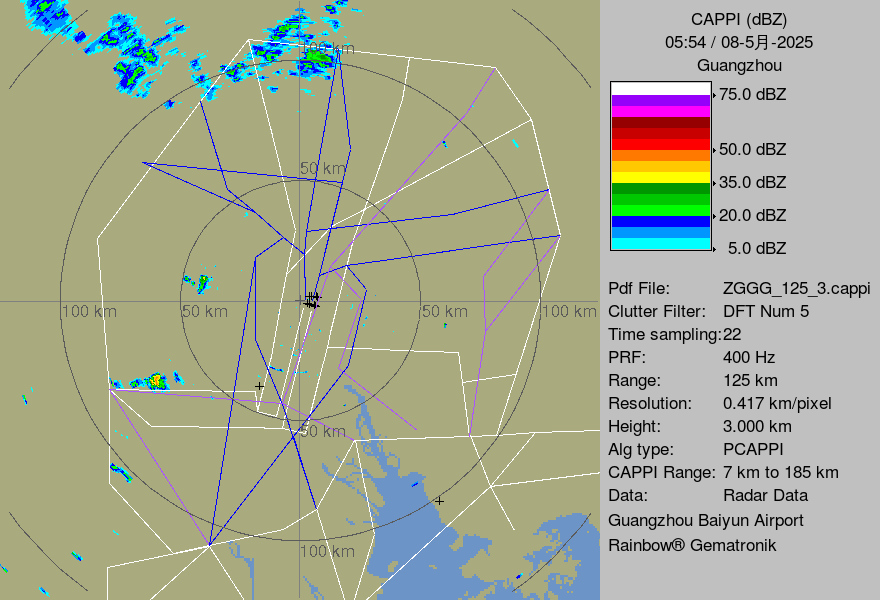 CAPPI (dBZ)
05:54 / 08-5月-2025
Guangzhou
75.0 dBZ
50.0 dBZ
35.0 dBZ
20.0 dBZ
5.0 dBZ
Pdf File: ZGGG_125_3.cappi
Clutter Filter: DFT Num 5
Time sampling:22
PRF: 400 Hz
Range: 125 km
Resolution: 0.417 km/pixel
Height: 3.000 km
Alg type: PCAPPI
CAPPI Range: 7 km to 185 km
Data: Radar Data
Guangzhou Baiyun Airport
Rainbow® Gematronik
100 km
50 km
100 km
50 km
50 km
100 km
50 km
100 km